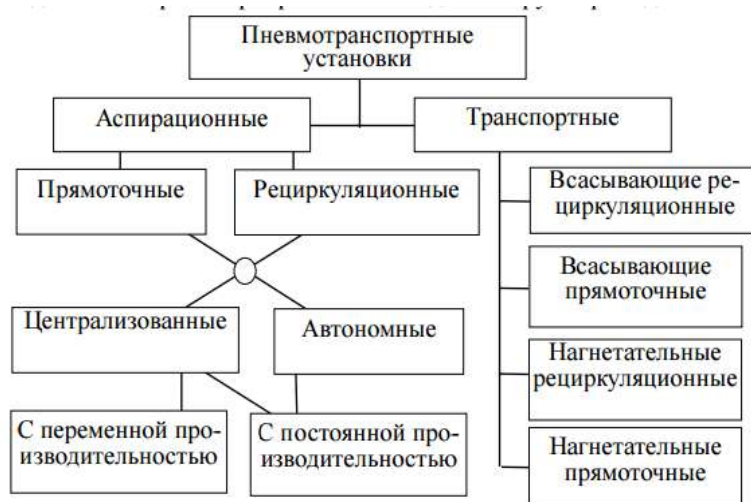 Пневмотранспортные
установки
Аспирационные
Транспортные
Прямоточные
Рециркуляционные
Всасывающие ре-
циркуляционные
Всасывающие
прямоточные
Централизованные
Автономные
Нагнетательные
рециркуляционные
С переменной про-
изводительностью
С постоянной про-
изводительностью
Нагнетательные
прямоточные